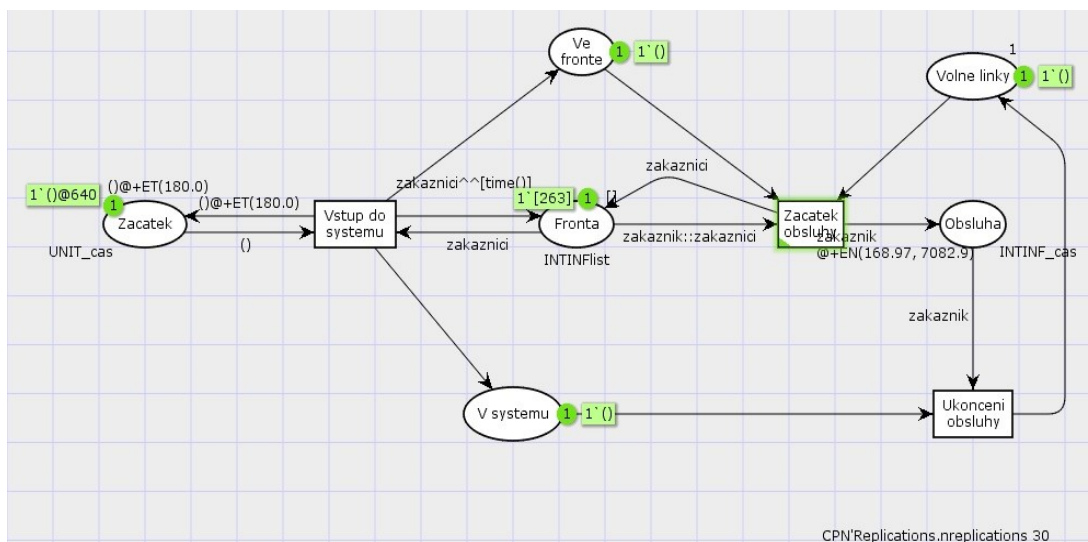 Ve
fronte
1
1`()
1
Volne linky
1
1`()
zakaznici
1`()@640
()@+ET(180.0)
1
Zacatek
UNIT_cas
()@+ET(180.0)
()
Vstup do
systemu
zakaznici^^[time()]
zakaznici
1`[263]
1
[]
Fronta
INTINFlist
zakaznik::zakaznici
Zacatek
obsluhy
zakaznik
@+EN(168.97, 7082.9)
Obsluha
INTINF_cas
zakaznik
V systemu
1
1`()
Ukonceni
obsluhy
CPN'Replications.nreplications 30